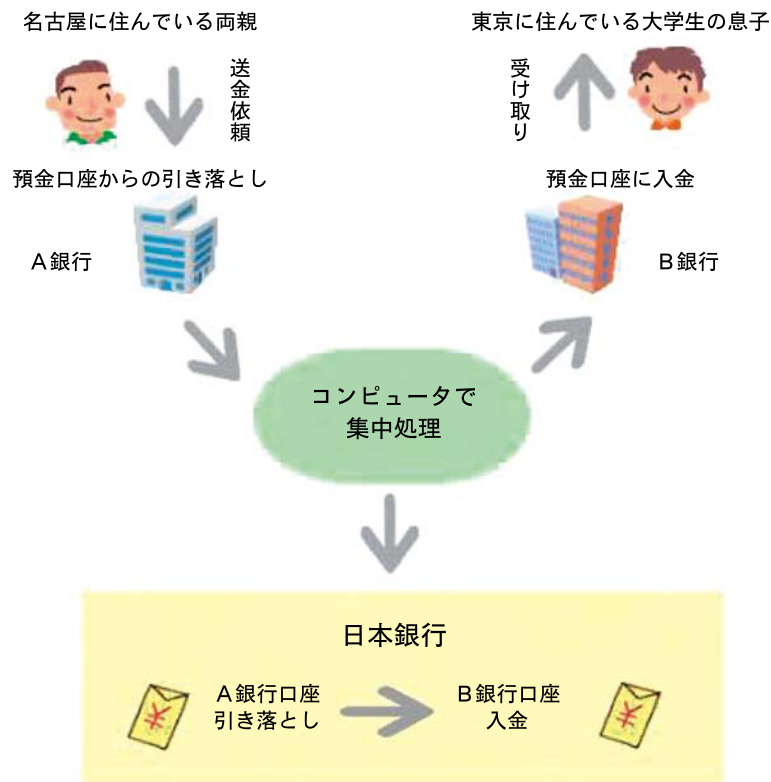 名古屋に住んでいる両親
東京に住んでいる大学生の息子
送金依頼
受け取り
預金口座からの引き落とし
預金口座に入金
Ａ銀行
Ｂ銀行
コンピュータで
集中処理
日本銀行
Ａ銀行口座
引き落とし
Ｂ銀行口座
入金
¥
¥